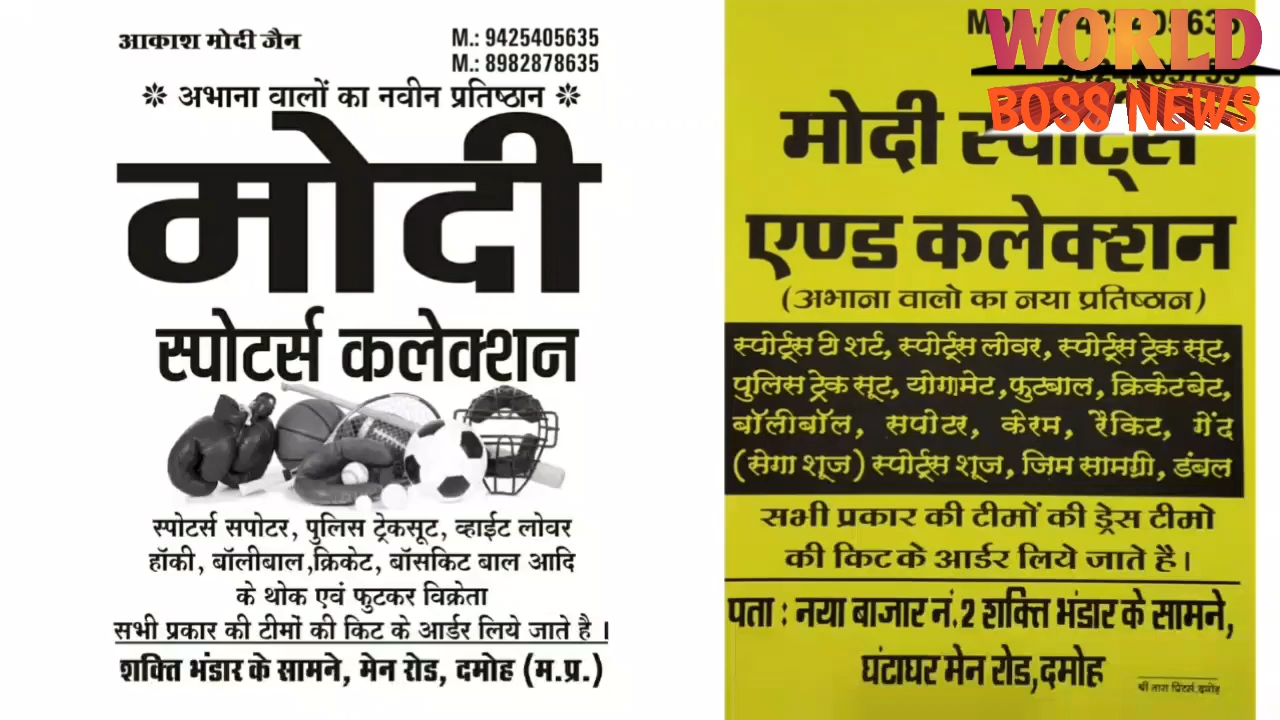 आकाश मोदी जैन
M.: 9425405635
M.: 8982878635
अभाना वालों का नवीन प्रतिष्ठान
मोदी
स्पोटर्स कलेक्शन
स्पोटर्स सपोटर, पुलिस ट्रेकसूट, व्हाईट लोवर
हॉकी, बॉलीबाल,क्रिकेट, बॉसकिट बाल आदि
के थोक एवं फुटकर विक्रेता
सभी प्रकार की टीमों की किट के आर्डर लिये जाते है ।
शक्ति भंडार के सामने, मेन रोड, दमोह (म.प्र.)
WORLD
BOSS NEWS
मोदी स्पोर्ट्स
एण्ड कलेक्शन
(अभाना वालो का नया प्रतिष्ठान)
स्पोर्ट्स टी शर्ट, स्पोर्ट्स लोवर, स्पोर्ट्स ट्रेक सूट,
पुलिस ट्रेक सूट, योगामेट, फुटबाल, क्रिकेट बेट,
बॉलीबॉल, सपोटर, केरम, रैकिट, गेंद
(सेगा शूज) स्पोर्ट्स शूज, जिम सामग्री, डंबल
सभी प्रकार की टीमों की ड्रेस टीमो
की किट के आर्डर लिये जाते है ।
पता : नया बाजार नं. 2 शक्ति भंडार के सामने,
घंटाघर मेन रोड, दमोह
श्री तारा प्रिंटर्स, दमोह